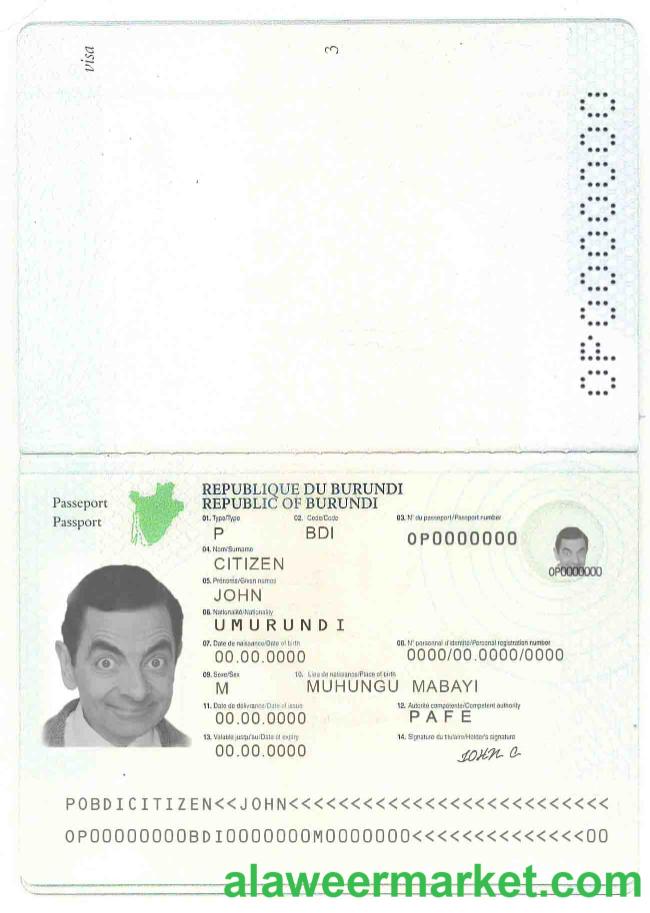 visa
3
OP0000000
Passeport
Passport
REPUBLIQUE DU BURUNDI
REPUBLIC OF BURUNDI
01. Type/Type
02. Code/Code
03. N° du passeport/Passport number
P
BDI
OP0000000
04. Nom/Surname
CITIZEN
OP0000000
05. Prénoms/Given names
JOHN
06. Nationalité/Nationality
UMURUNDI
07. Date de naissance/Date of birth
08. N° personnel d'identité/Personal registration number
00.00.0000
0000/00.0000/0000
09. Sexe/Sex
10. Lieu de naissance/Place of birth
M
MUHUNGU MABAYI
11. Date de délivrance/Date of issue
12. Autorité compétente/Competent authority
00.00.0000
PAFE
13. Valable jusqu'au/Date of expiry
14. Signature du titulaire/Holder's signature
00.00.0000
JOHN C
POBDICITIZEN<<JOHN<<<<<<<<<<<<<<<<<<<<<<<<<<
OP00000000BDI0000000M0000000<<<<<<<<<<<<<<00
alaweermarket.com